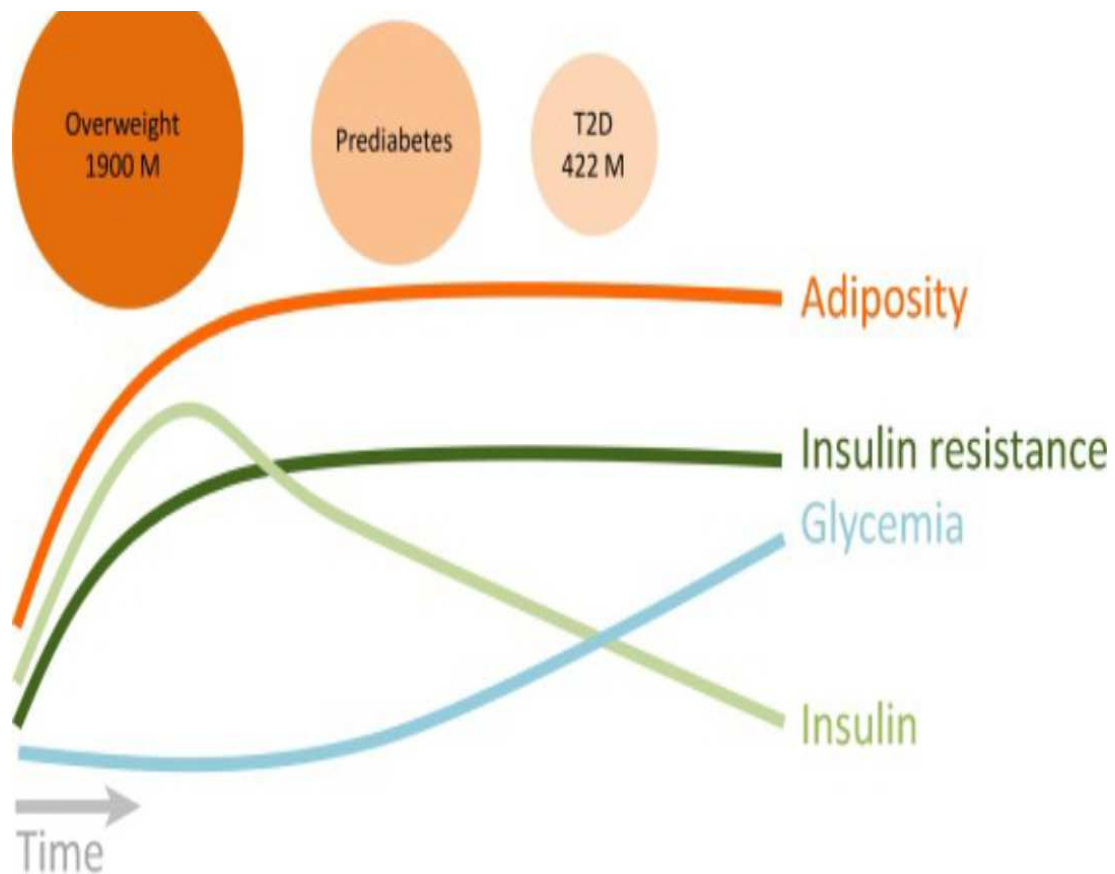 Overweight
1900 M
Prediabetes
T2D
422 M
Adiposity
Insulin resistance
Glycemia
Insulin
Time